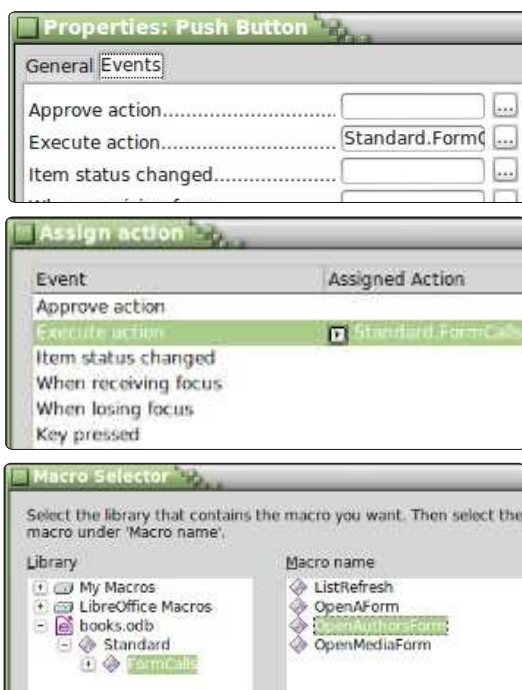 Properties: Push Button
General Events
Approve action
Execute action Standard.FormC
Item status changed
Assign action
Event Assigned Action
Approve action
Execute action Standard.FormCalls
Item status changed
When receiving focus
When losing focus
Key pressed
Macro Selector
Select the library that contains the macro you want. Then select the
macro under 'Macro name'.
Library Macro name
My Macros ListRefresh
LibreOffice Macros OpenAForm
books.odb OpenAuthorsForm
Standard OpenMediaForm
FormCalls